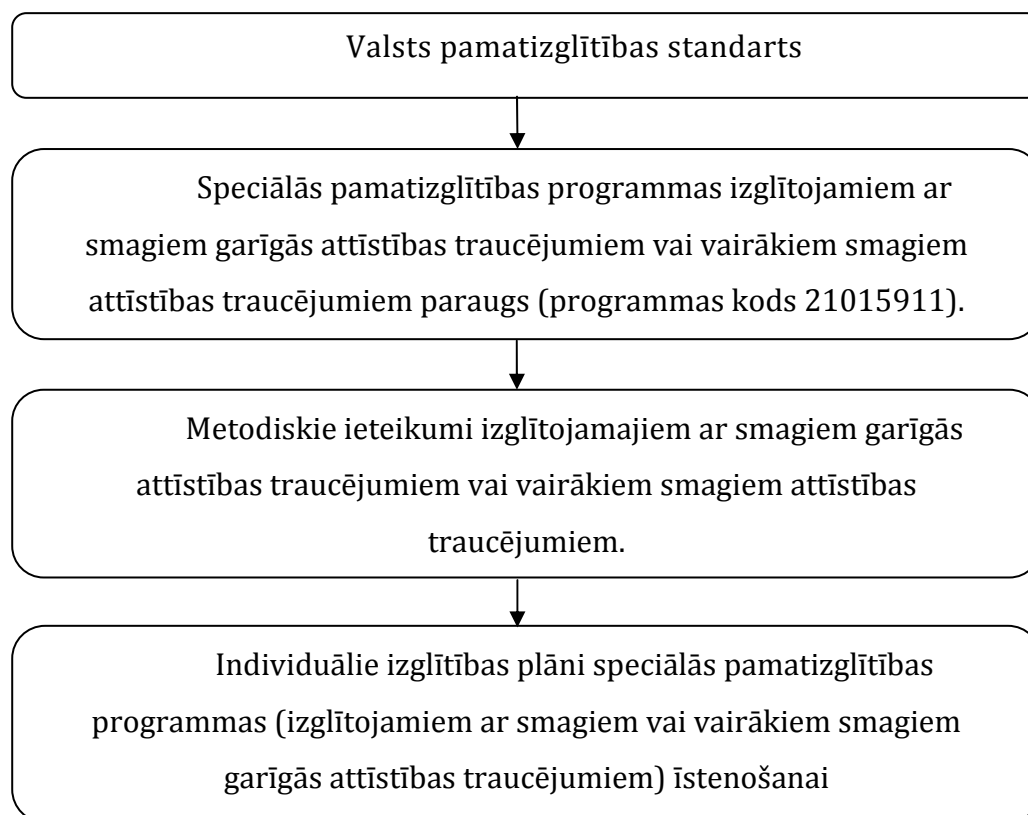 Valsts pamatizglītības standarts
Speciālās pamatizglītības programmas izglītojamiem ar
smagiem garīgās attīstības traucējumiem vai vairākiem smagiem
attīstības traucējumiem paraugs (programmas kods 21015911).
Metodiskie ieteikumi izglītojamajiem ar smagiem garīgās
attīstības traucējumiem vai vairākiem smagiem attīstības
traucējumiem.
Individuālie izglītības plāni speciālās pamatizglītības
programmas (izglītojamiem ar smagiem vai vairākiem smagiem
garīgās attīstības traucējumiem) īstenošanai